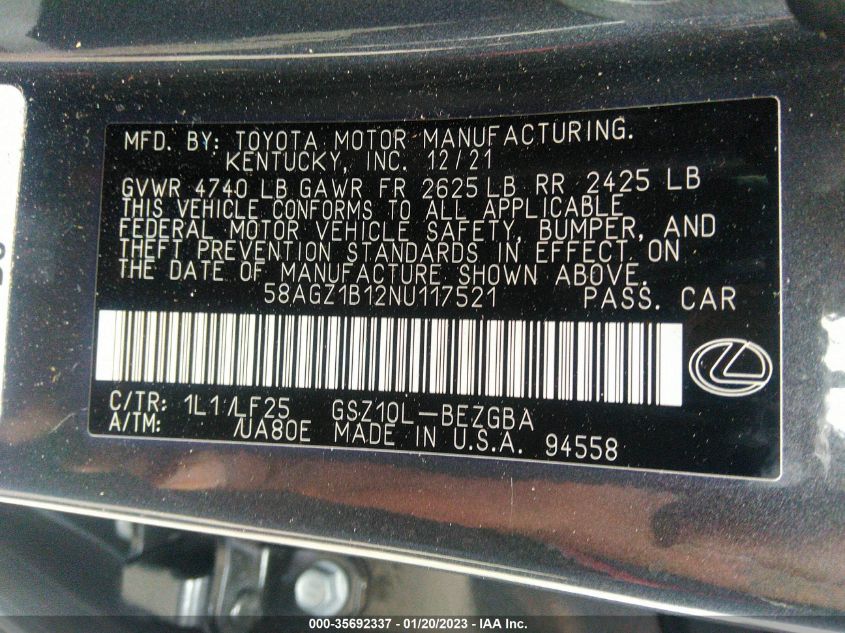 MFD. BY: TOYOTA MOTOR MANUFACTURING.
KENTUCKY, INC. 12/21
GVWR 4740 LB GAWR FR 2625 LB RR 2425 LB
THIS VEHICLE CONFORMS TO ALL APPLICABLE
FEDERAL MOTOR VEHICLE SAFETY, BUMPER, AND
THEFT PREVENTION STANDARDS IN EFFECT ON
THE DATE OF MANUFACTURE SHOWN ABOVE.
58AGZ1B12NU117521 PASS. CAR
C/TR: 1L1/LF25 GSZ10L-BEZGBA
A/TM: /UA80E MADE IN U.S.A. 94558
000-35692337 - 01/20/2023 - IAA Inc.